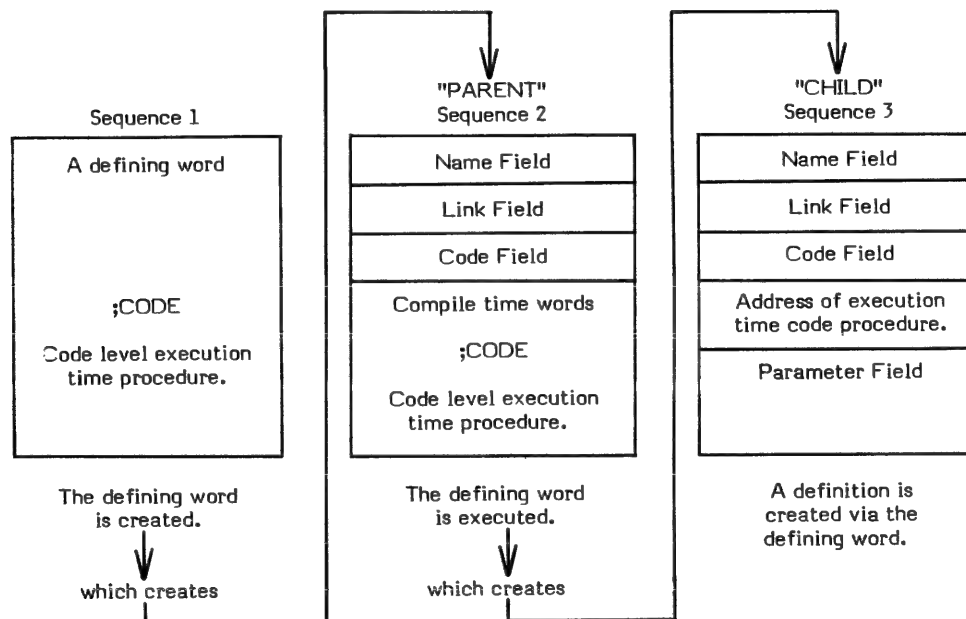 Sequence 1
A defining word
;CODE
Code level execution
time procedure.
The defining word
is created.
which creates
"PARENT"
Sequence 2
Name Field
Link Field
Code Field
Compile time words
;CODE
Code level execution
time procedure.
The defining word
is executed.
which creates
"CHILD"
Sequence 3
Name Field
Link Field
Code Field
Address of execution
time code procedure.
Parameter Field
A definition is
created via the
defining word.